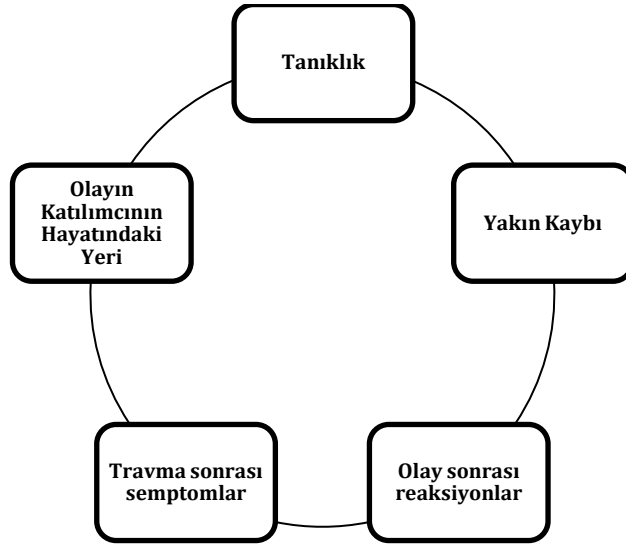 Tanıklık
Yakın Kaybı
Olay sonrası
reaksiyonlar
Travma sonrası
semptomlar
Olayın
Katılımcının
Hayatındaki
Yeri